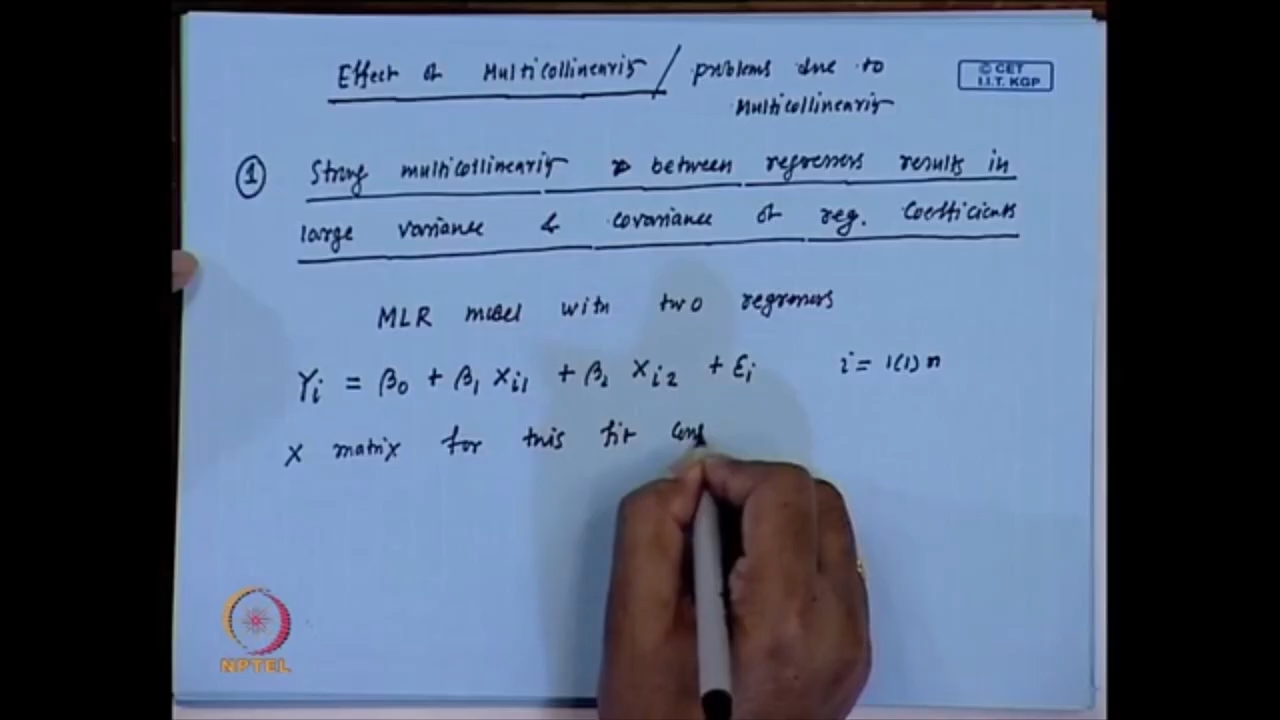 Effect of Multicollinearity / problems due to
Multicollinearity
© CET
I.I.T. KGP
① Strong multicollinearity between regressors results in
large variance & covariance of reg. coefficients
MLR model with two regressors
Yi = β0 + β1 Xi1 + β2 Xi2 + εi i = 1(1) n
X matrix for this fit cons
NPTEL